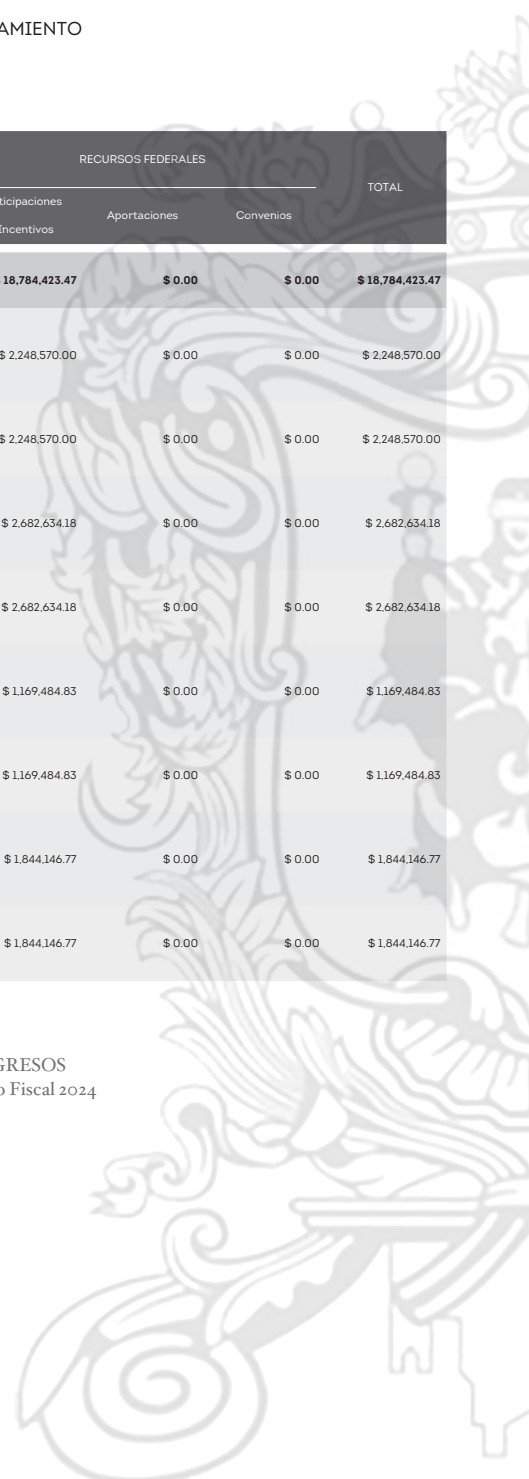 AMIENTO
RECURSOS FEDERALES
TOTAL
ticipaciones
Incentivos
Aportaciones
Convenios
18,784,423.47 $ 0.00 $ 0.00 $ 18,784,423.47
$ 2,248,570.00 $ 0.00 $ 0.00 $ 2,248,570.00
$ 2,248,570.00 $ 0.00 $ 0.00 $ 2,248,570.00
$ 2,682,634.18 $ 0.00 $ 0.00 $ 2,682,634.18
$ 2,682,634.18 $ 0.00 $ 0.00 $ 2,682,634.18
$ 1,169,484.83 $ 0.00 $ 0.00 $ 1,169,484.83
$ 1,169,484.83 $ 0.00 $ 0.00 $ 1,169,484.83
$ 1,844,146.77 $ 0.00 $ 0.00 $ 1,844,146.77
$ 1,844,146.77 $ 0.00 $ 0.00 $ 1,844,146.77
GRESOS
o Fiscal 2024